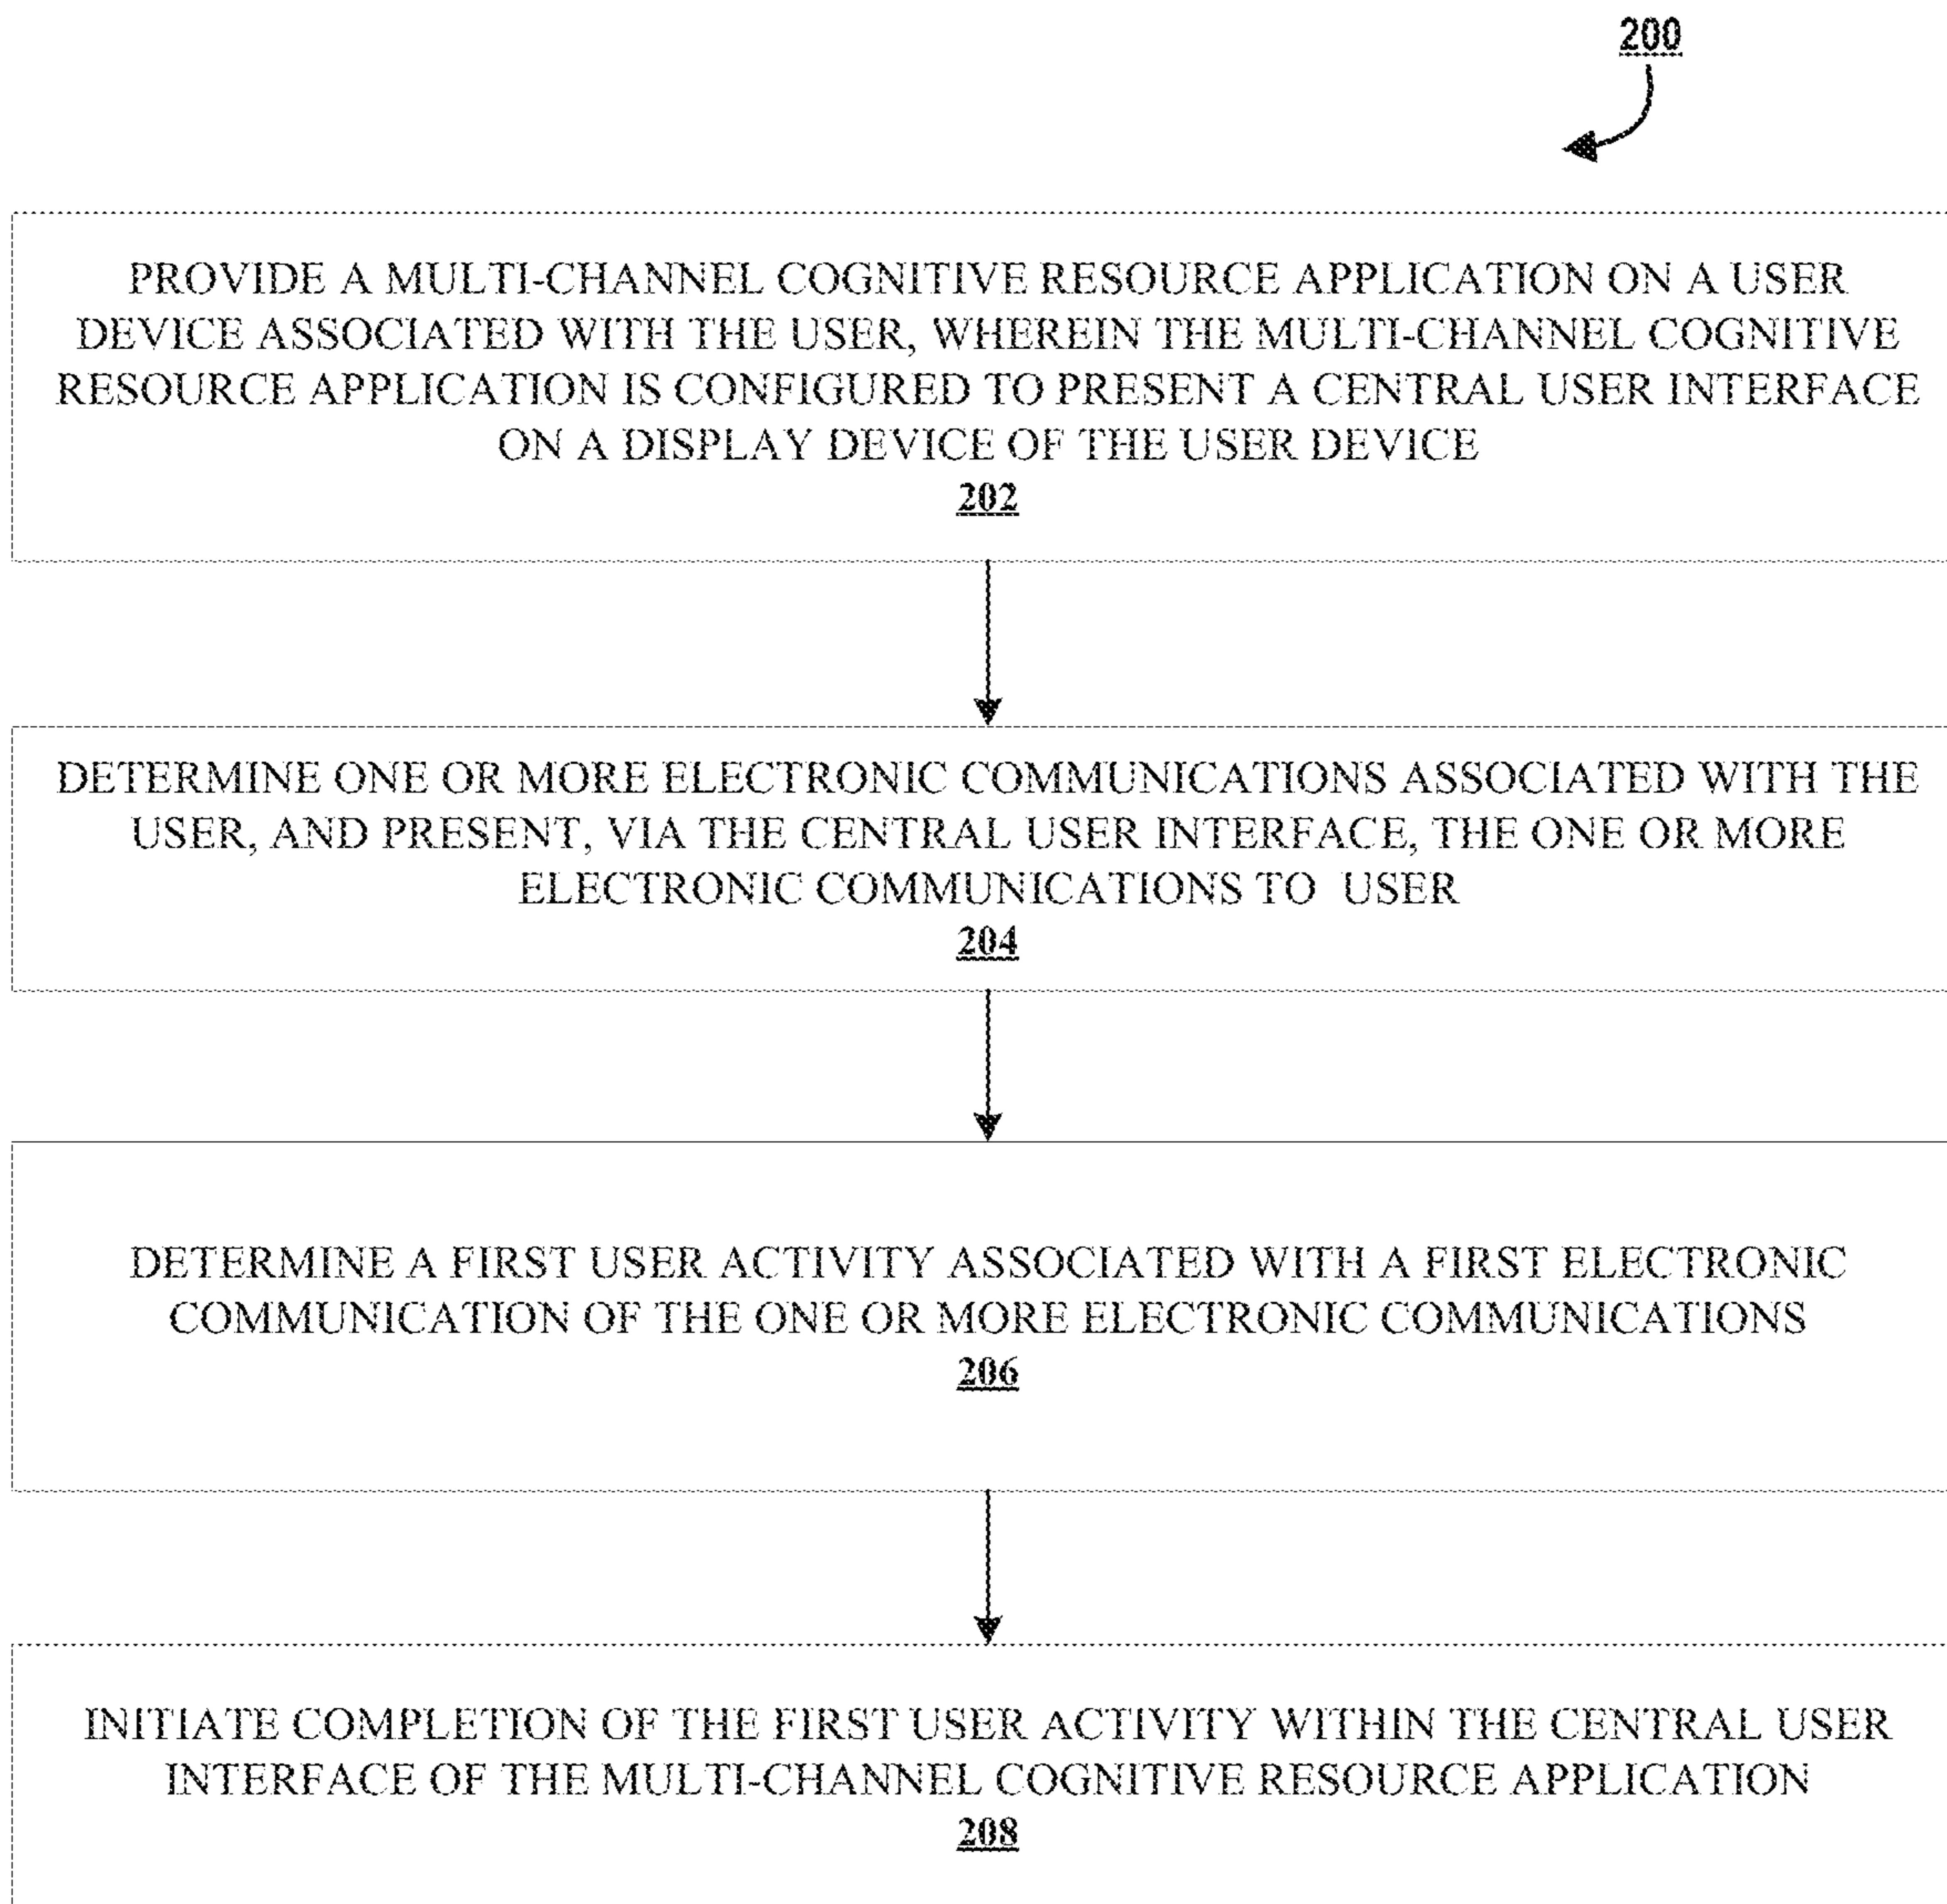 200
PROVIDE A MULTI-CHANNEL COGNITIVE RESOURCE APPLICATION ON A USER
DEVICE ASSOCIATED WITH THE USER, WHEREIN THE MULTI-CHANNEL COGNITIVE
RESOURCE APPLICATION IS CONFIGURED TO PRESENT A CENTRAL USER INTERFACE
ON A DISPLAY DEVICE OF THE USER DEVICE
202
DETERMINE ONE OR MORE ELECTRONIC COMMUNICATIONS ASSOCIATED WITH THE
USER, AND PRESENT, VIA THE CENTRAL USER INTERFACE, THE ONE OR MORE
ELECTRONIC COMMUNICATIONS TO USER
204
DETERMINE A FIRST USER ACTIVITY ASSOCIATED WITH A FIRST ELECTRONIC
COMMUNICATION OF THE ONE OR MORE ELECTRONIC COMMUNICATIONS
206
INITIATE COMPLETION OF THE FIRST USER ACTIVITY WITHIN THE CENTRAL USER
INTERFACE OF THE MULTI-CHANNEL COGNITIVE RESOURCE APPLICATION
208